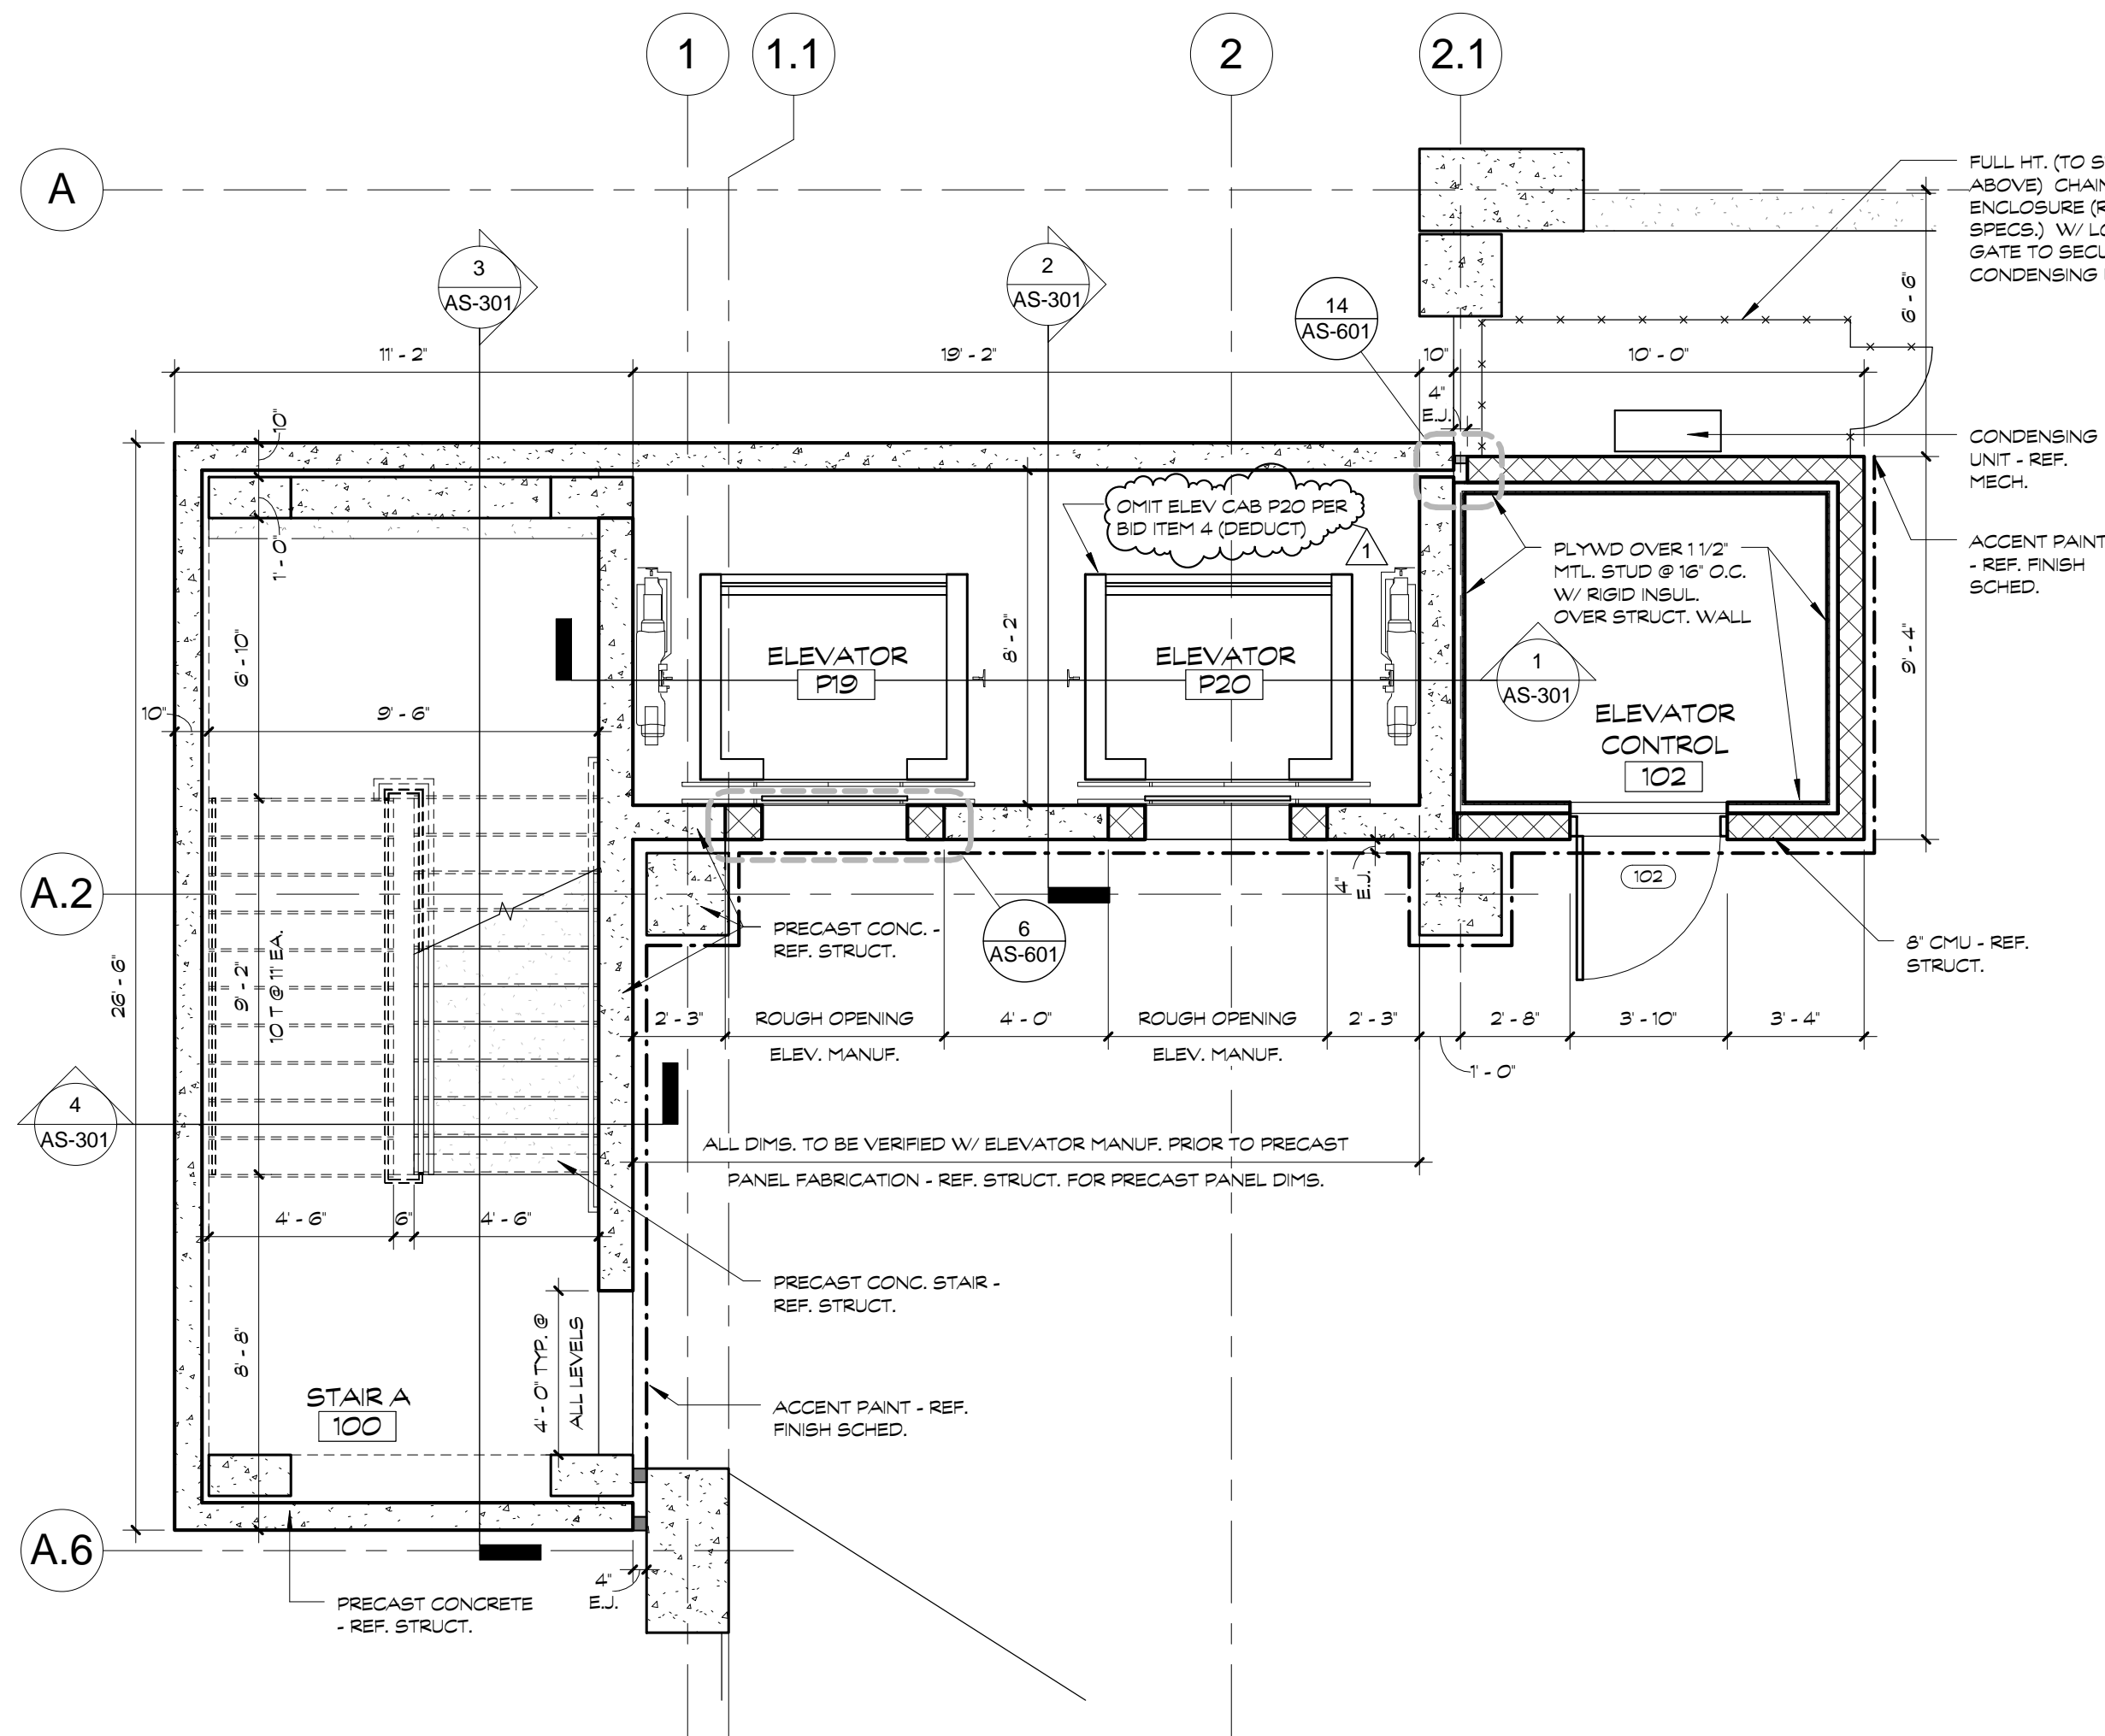 1
1.1
2
2.1
A
A.2
A.6
FULL HT. (TO
ABOVE)
ENCLOSURE
SPECS.) W/
GATE TO
CONDENSING
3
AS-301
2
AS-301
14
AS-601
6' - 6"
11' - 2"
19' - 2"
10"
10' - 0"
4"
E.J.
10"
CONDENSING
UNIT - REF.
MECH.
OMIT ELEV CAB P20 PER
BID ITEM 4 (DEDUCT)
1
PLYWD OVER 1 1/2"
MTL. STUD @ 16" O.C.
W/ RIGID INSUL.
OVER STRUCT. WALL
ACCENT PAINT
- REF. FINISH
SCHED.
1' - 0"
6' - 10"
8' - 2"
9' - 4"
ELEVATOR
P19
ELEVATOR
P20
1
AS-301
10"
9' - 6"
ELEVATOR
CONTROL
102
102
4"
E.J.
PRECAST CONC. -
REF. STRUCT.
6
AS-601
8" CMU - REF.
STRUCT.
26' - 6"
9' - 2"
10 T @ 11" EA.
2' - 3"
ROUGH OPENING
ELEV. MANUF.
4' - 0"
ROUGH OPENING
ELEV. MANUF.
2' - 3"
2' - 8"
3' - 10"
3' - 4"
1' - 0"
4
AS-301
ALL DIMS. TO BE VERIFIED W/ ELEVATOR MANUF. PRIOR TO PRECAST
PANEL FABRICATION - REF. STRUCT. FOR PRECAST PANEL DIMS.
4' - 6"
6"
4' - 6"
PRECAST CONC. STAIR -
REF. STRUCT.
8' - 8"
4' - 0" TYP. @
ALL LEVELS
STAIR A
100
ACCENT PAINT - REF.
FINISH SCHED.
4"
E.J.
PRECAST CONCRETE
- REF. STRUCT.